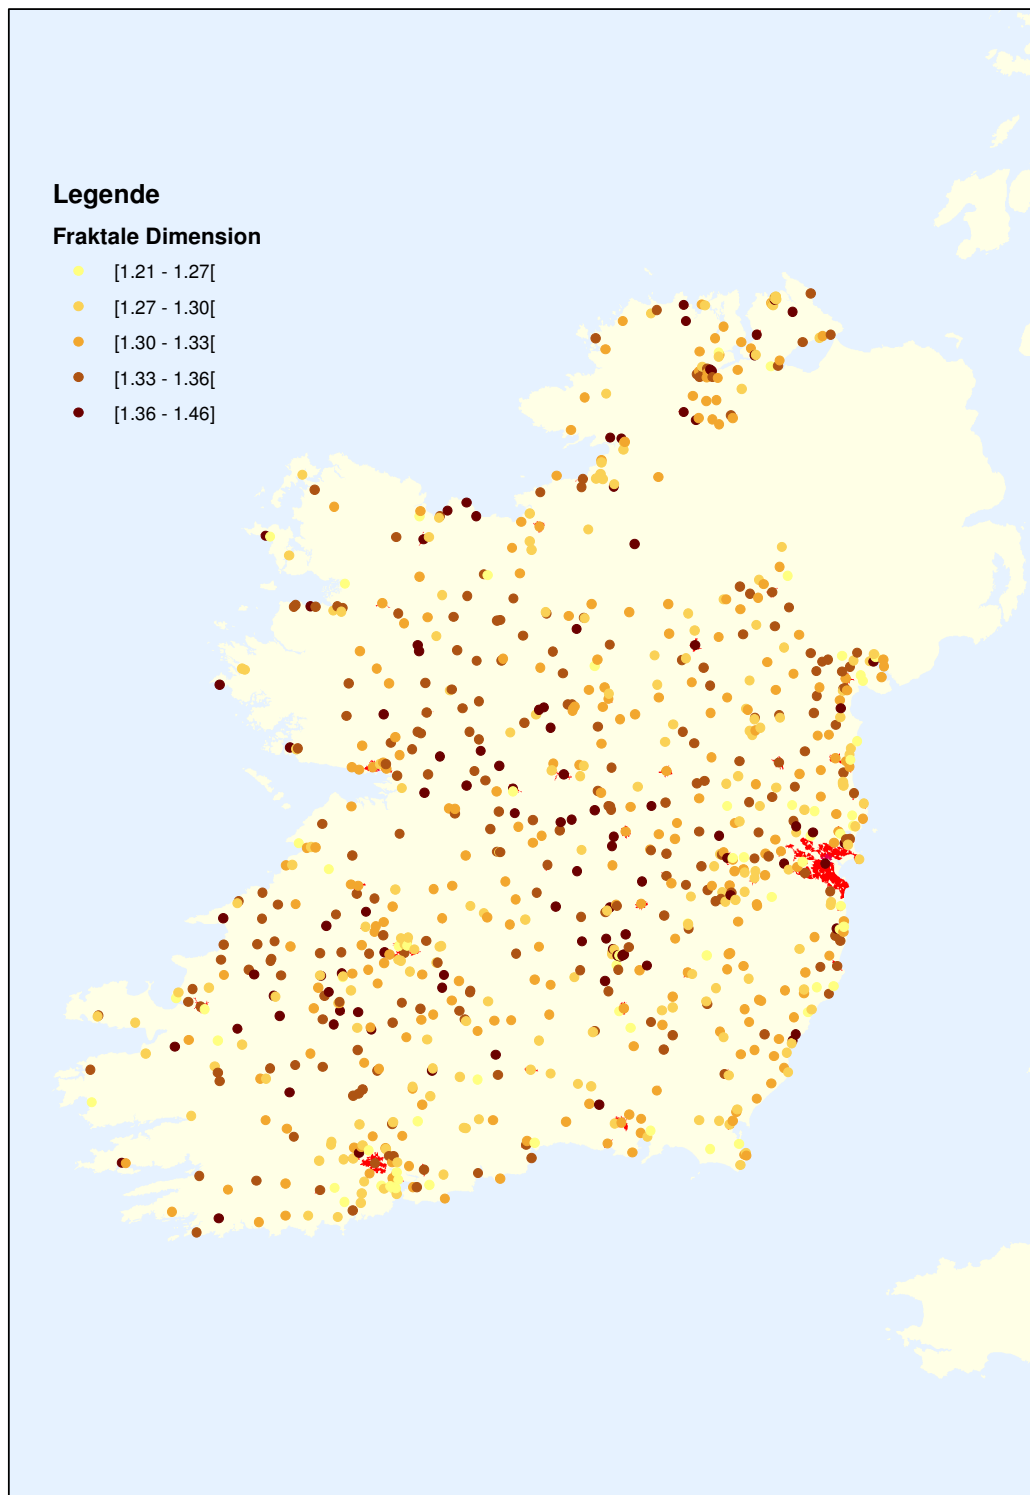 Legende
Fraktale Dimension
[1.21 - 1.27[
[1.27 - 1.30[
[1.30 - 1.33[
[1.33 - 1.36[
[1.36 - 1.46]